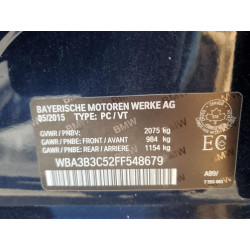 BAYERISCHE MOTOREN WERKE AG
05/2015 TYPE: PC / VT
GVWR / PNBV: 2075 kg
GAWR / PNBE: FRONT / AVANT 984 kg
GAWR / PNBE: REAR / ARRIERE 1154 kg
WBA3B3C52FF548679
EC
A89/